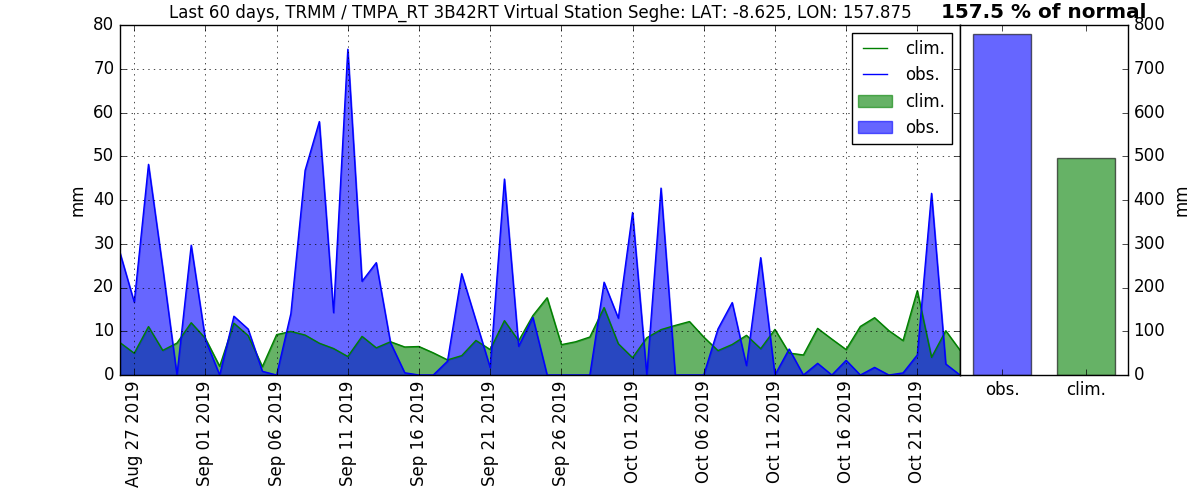 Last 60 days, TRMM / TMPA_RT 3B42RT Virtual Station Seghe: LAT: -8.625, LON: 157.875
157.5 % of normal
80
70
60
50
40
30
20
10
0
mm
clim.
obs.
clim.
obs.
800
700
600
500
400
300
200
100
0
mm
obs.
clim.
Aug 27 2019
Sep 01 2019
Sep 06 2019
Sep 11 2019
Sep 16 2019
Sep 21 2019
Sep 26 2019
Oct 01 2019
Oct 06 2019
Oct 11 2019
Oct 16 2019
Oct 21 2019